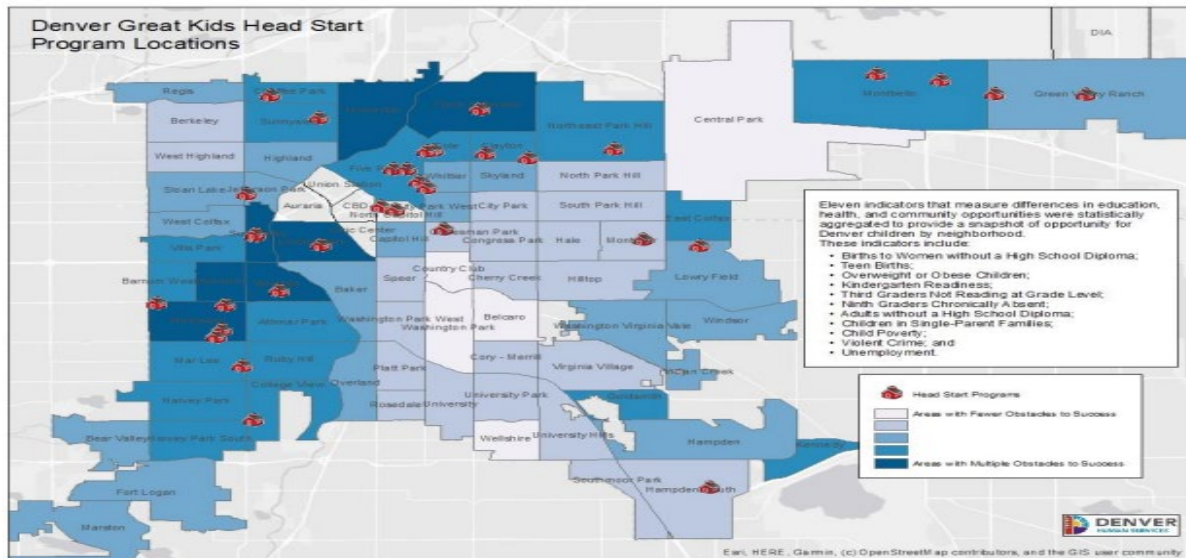 Denver Great Kids Head Start
Program Locations
DIA
Regis
Sunnyside
Berkeley
Montbello
Green Valley Ranch
Central Park
Northeast Park Hill
West Highland
Highland
Clayton
Whittier
Skyland
North Park Hill
Sloan Lake
Jefferson Park
Union Station
Auraria
CBD
City Park West
City Park
South Park Hill
North Capitol Hill
West Colfax
Capitol Hill
Congress Park
Hale
East Colfax
Villa Park
Country Club
Speer
Cherry Creek
Hilltop
Lowry Field
Baker
Athmar Park
Washington Park
West
Washington Park
Belcaro
Washington Virginia Vale
Windsor
Mar Lee
Ruby Hill
Platt Park
Cory - Merrill
Virginia Village
Indian Creek
College View
Overland
Goldsmith
Harvey Park
Rosedale
University
University Park
Bear Valley
Harvey Park South
Wellshire
University Hills
Hampden
Kennedy
Fort Logan
Southmoor Park
Hampden South
Marston
Eleven indicators that measure differences in education,
health, and community opportunities were statistically
aggregated to provide a snapshot of opportunity for
Denver children by neighborhood.
These indicators include:
• Births to Women without a High School Diploma;
• Teen Births;
• Overweight or Obese Children;
• Kindergarten Readiness;
• Third Graders Not Reading at Grade Level;
• Ninth Graders Chronically Absent;
• Adults without a High School Diploma;
• Children in Single-Parent Families;
• Child Poverty;
• Violent Crime; and
• Unemployment.
Head Start Programs
Areas with Fewer Obstacles to Success
Areas with Multiple Obstacles to Success
DENVER
HUMAN SERVICES
Esri, HERE, Garmin, (c) OpenStreetMap contributors, and the GIS user community